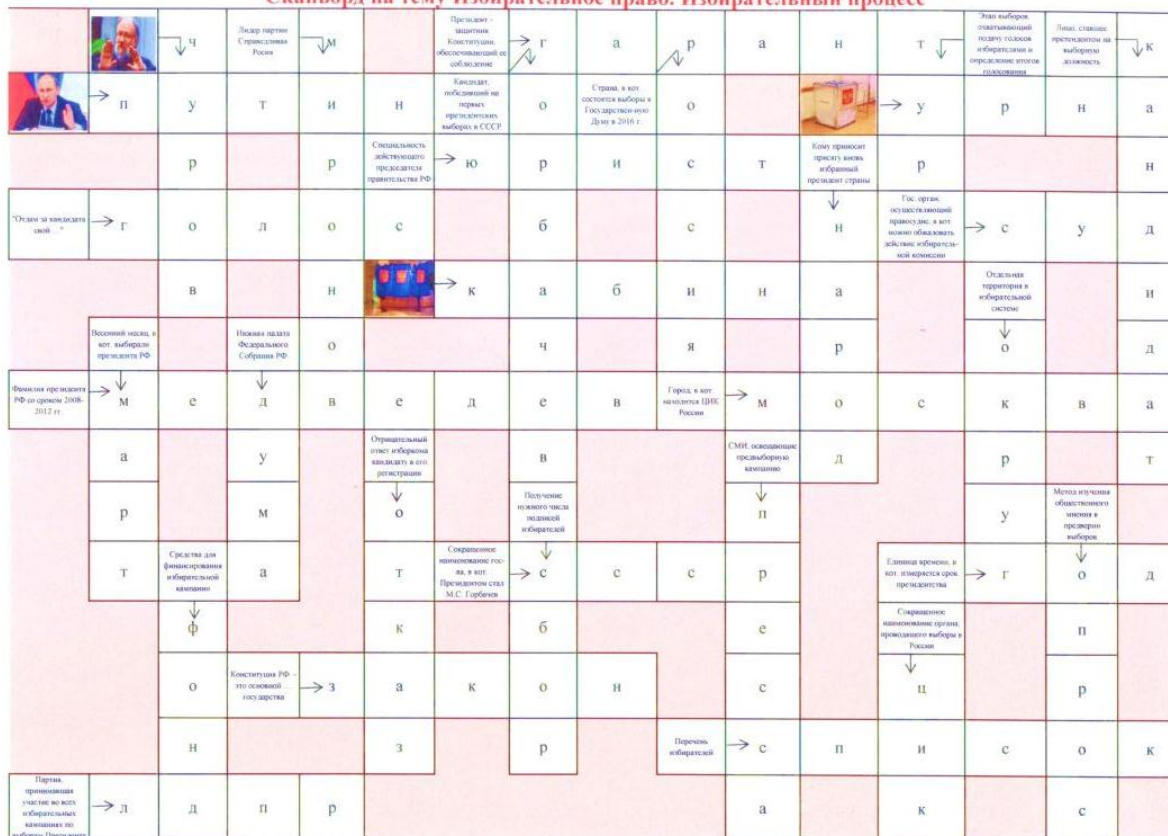 Сканворд на тему Избирательное право. Избирательный процесс
ч
Лидер партии
Справедливая
Росия
м
Президент -
защитник
Конституции,
обеспечивающий ее
соблюдение
г а р а н т
Этап выборов,
охватывающий
подачу голосов
избирателями и
определение итогов
голосования
Лицо, ставшее
претендентом на
выборную
должность
к
п у т и н
Кандидат,
победивший на
первых
президентских
выборах в СССР
о
Страна, в кот.
состоятся выборы в
Государствен-ную
Думу в 2016 г.
о
у р н а
р р
Специальность
действующего
председателя
правительства РФ
ю р и с т
Кому приносит
присягу вновь
избранный
президент страны
р н
"Отдам за кандидата
свой ..."
г о л о с б с н
Гос. орган,
осуществляющий
правосудие, в кот.
можно обжаловать
действие избиратель-
ной комиссии
с у д
в н к а б и н а
Отдельная
территория в
избирательной
системе
и
Весенний месяц, в
кот. выбирали
президента РФ
Нижняя палата
Федерального
Собрания РФ
о ч я р о д
Фамилия президента
РФ со сроком 2008-
2012 гг.
м е д в е д е в
Город, в кот.
находится ЦИК
России
м о с к в а
а у
Отрицательный
ответ избиркома
кандидату в его
регистрации
в
СМИ, освещающие
предвыборную
кампанию
д р т
р м о
Получение
нужного числа
подписей
избирателей
п у
Метод изучения
общественного
мнения в
преддверии
выборов
т
Средства для
финансирования
избирательной
кампании
а т
Сокращенное
наименование гос-
ва, в кот.
Президентом стал
М.С. Горбачев
с с с р
Единица времени, в
кот. измеряется срок
президентства
г о д
ф к б е
Сокращенное
наименование органа,
проводящего выборы в
России
п
о
Конституция РФ -
это основной ...
государства
з а к о н с ц р
н з р
Перечень
избирателей
с п и с о к
Партия,
принимавшая
участие во всех
избирательных
кампаниях по
выборам Президента
л д п р а к с